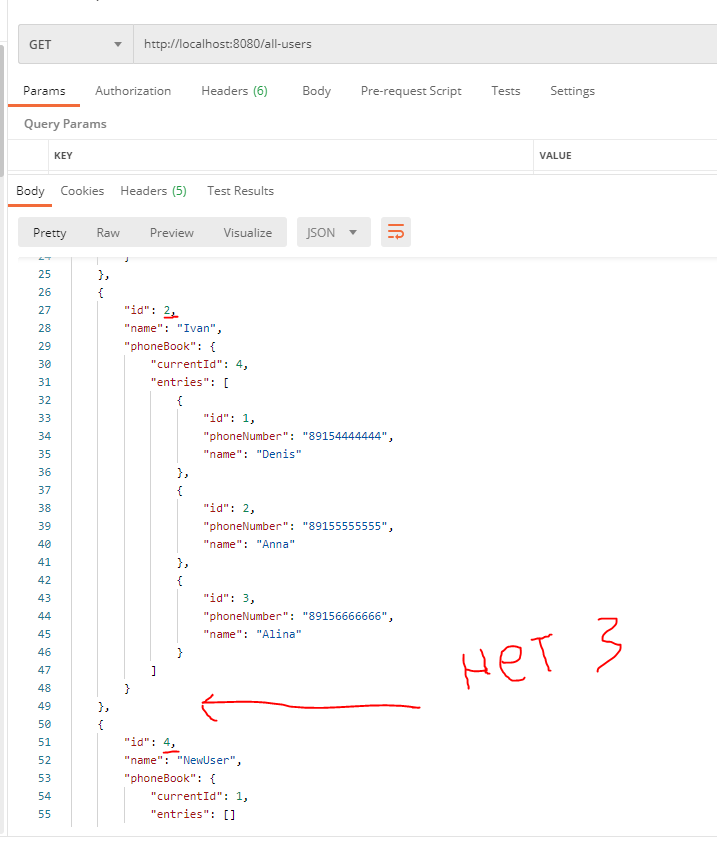 GET http://localhost:8080/all-users
Params Authorization Headers (6) Body Pre-request Script Tests Settings
Query Params
KEY VALUE
Body Cookies Headers (5) Test Results
Pretty Raw Preview Visualize JSON
24 }
25 },
26 {
27 "id": 2,
28 "name": "Ivan",
29 "phoneBook": {
30 "currentId": 4,
31 "entries": [
32 {
33 "id": 1,
34 "phoneNumber": "89154444444",
35 "name": "Denis"
36 },
37 {
38 "id": 2,
39 "phoneNumber": "89155555555",
40 "name": "Anna"
41 },
42 {
43 "id": 3,
44 "phoneNumber": "89156666666",
45 "name": "Alina"
46 }
47 ]
48 }
нет 3
49 },
50 {
51 "id": 4,
52 "name": "NewUser",
53 "phoneBook": {
54 "currentId": 1,
55 "entries": []